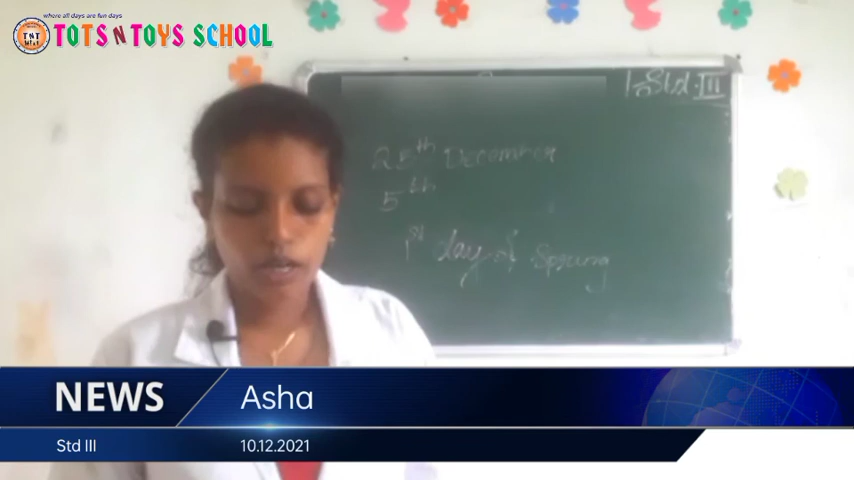 where all days are fun days
TOTS N TOYS SCHOOL
TNT
Std. III
25th December
5th
1st day of Spring
NEWS
Asha
Std III
10.12.2021